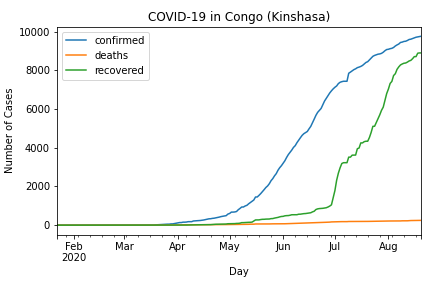 COVID-19 in Congo (Kinshasa)
confirmed
deaths
recovered
Number of Cases
10000
8000
6000
4000
2000
0
Feb Mar Apr May Jun Jul Aug
2020
Day